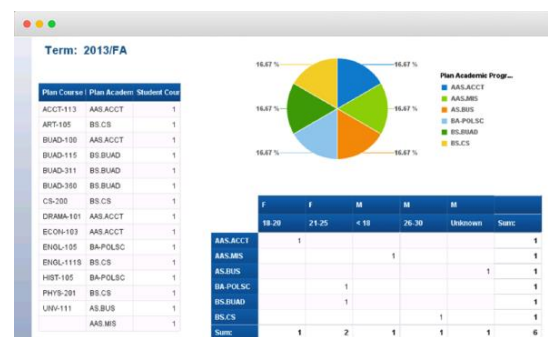 Term: 2013/FA
Plan Course | Plan Academ Student Cour
ACCT-113 AAS.ACCT 1
ART-105 BS.CS 1
BUAD-100 AAS.ACCT 1
BUAD-115 BS.BUAD 1
BUAD-311 BS.BUAD 1
BUAD-360 BS.BUAD 1
CS-200 BS.CS 1
DRAMA-101 AAS.ACCT 1
ECON-103 AAS.ACCT 1
ENGL-105 BA-POLSC 1
ENGL-111S BS.CS 1
HIST-105 BA-POLSC 1
PHYS-201 BS.CS 1
UNV-111 AS.BUS 1
AAS.MIS 1
16.67 % 16.67 %
16.67 % 16.67 %
16.67 % 16.67 %
Plan Academic Progr...
AAS.ACCT
AAS.MIS
AS.BUS
BA-POLSC
BS.BUAD
BS.CS
F F M M M
18-20 21-25 < 18 26-30 Unknown Sum:
AAS.ACCT 1 1
AAS.MIS 1 1
AS.BUS 1 1
BA-POLSC 1 1
BS.BUAD 1 1
BS.CS 1 1
Sum: 1 2 1 1 1 6